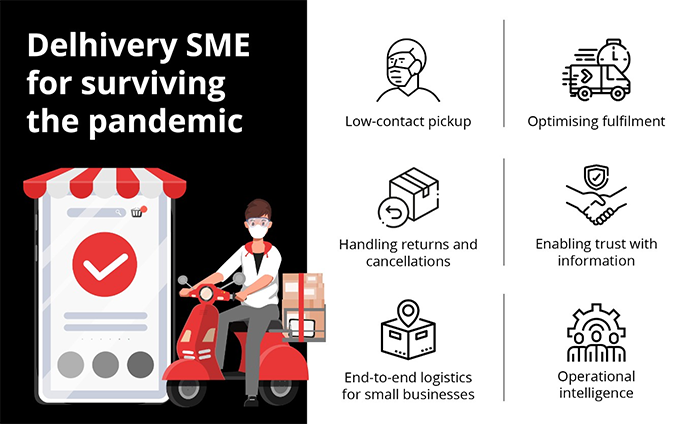 Delhivery SME
for surviving
the pandemic
Low-contact pickup
Optimising fulfilment
Handling returns and
cancellations
Enabling trust with
information
End-to-end logistics
for small businesses
Operational
intelligence